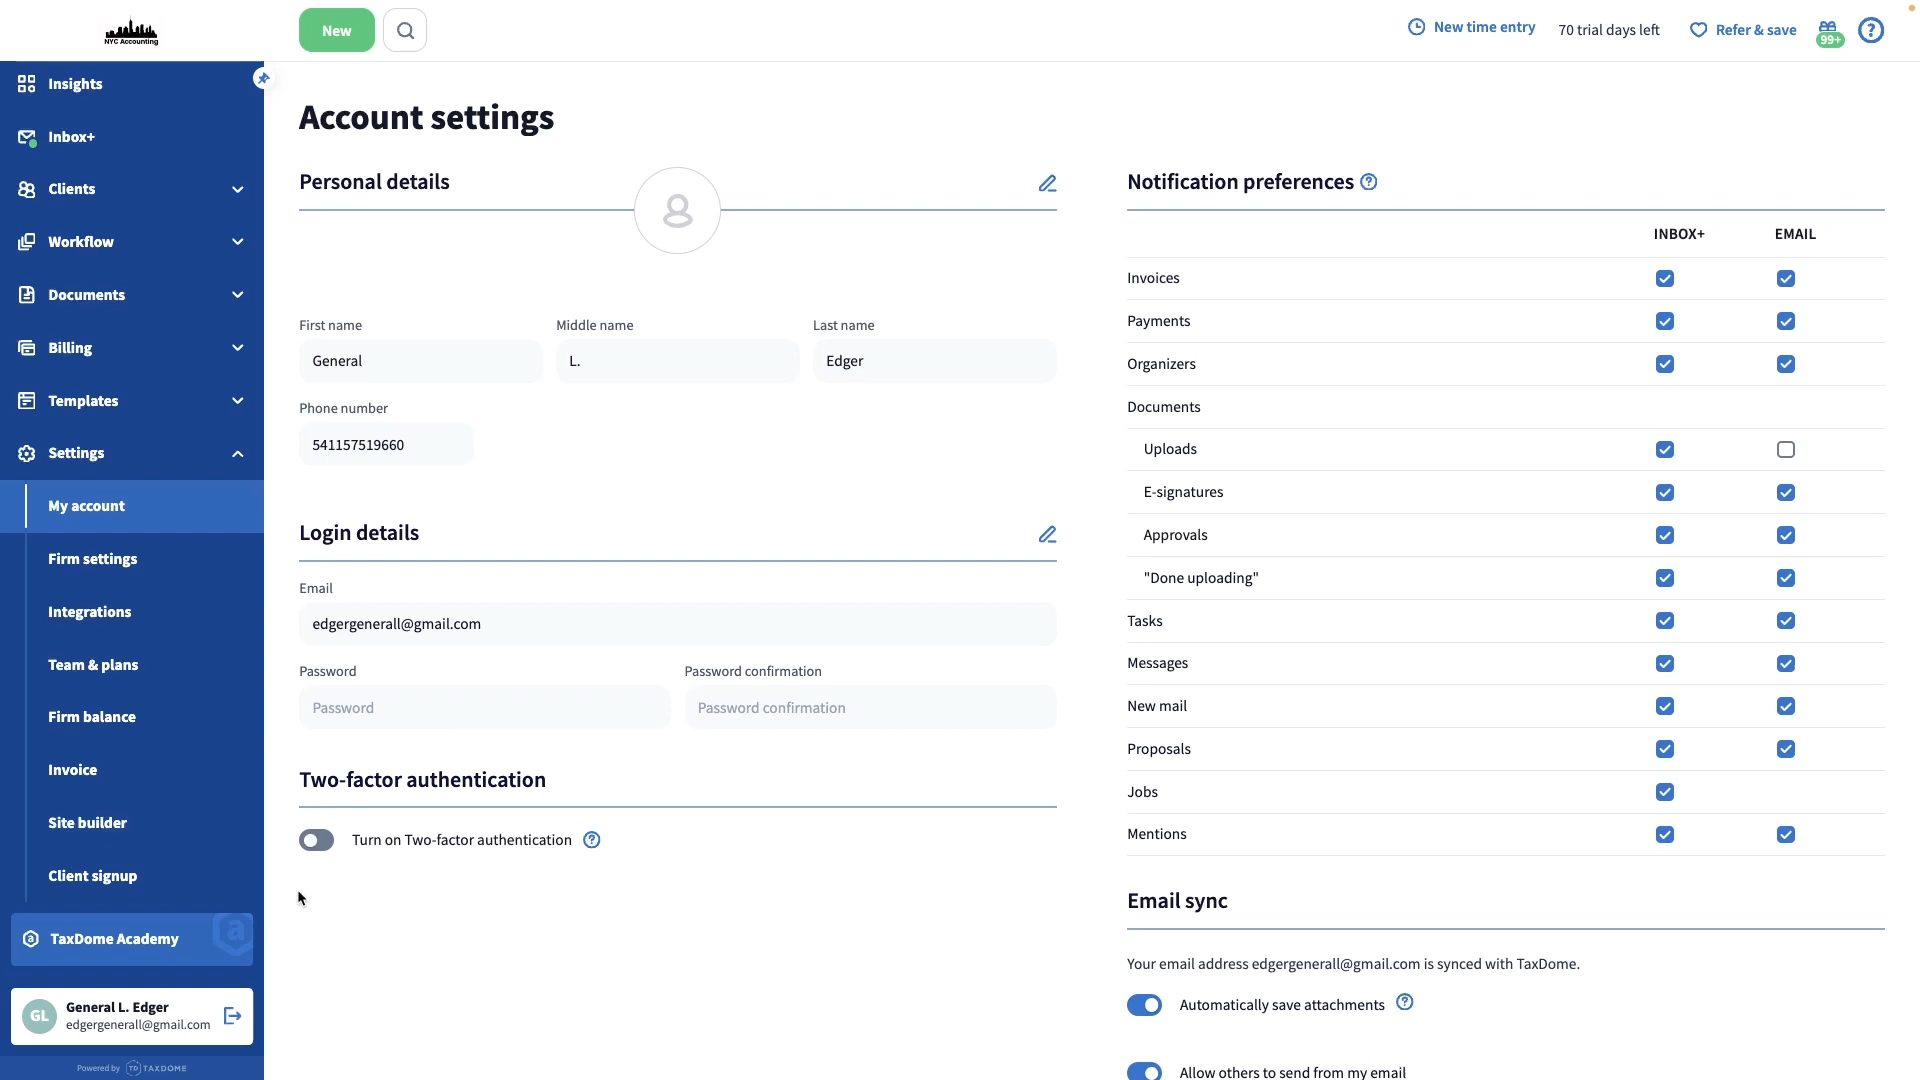 NYC Accounting
New
New time entry
70 trial days left
Refer & save
99+
?
Insights
Inbox+
Clients
Workflow
Documents
Billing
Templates
Settings
My account
Firm settings
Integrations
Team & plans
Firm balance
Invoice
Site builder
Client signup
a
TaxDome Academy
a
GL
General L. Edger
edgergenerall@gmail.com
Powered by TD TAXDOME
Account settings
Personal details
First name
Middle name
Last name
General
L.
Edger
Phone number
541157519660
Login details
Email
edgergenerall@gmail.com
Password
Password confirmation
Password
Password confirmation
Two-factor authentication
Turn on Two-factor authentication ?
Notification preferences ?
INBOX+
EMAIL
Invoices
Payments
Organizers
Documents
Uploads
E-signatures
Approvals
"Done uploading"
Tasks
Messages
New mail
Proposals
Jobs
Mentions
Email sync
Your email address edgergenerall@gmail.com is synced with TaxDome.
Automatically save attachments ?
Allow others to send from my email